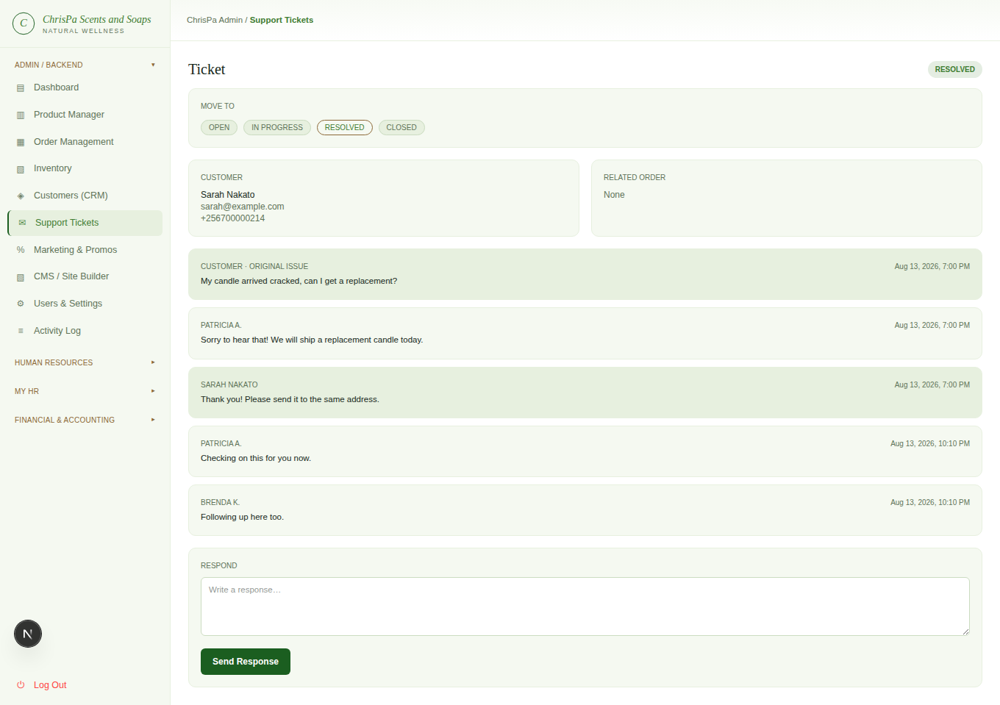 C
ChrisPa Scents and Soaps
NATURAL WELLNESS
ADMIN / BACKEND
Dashboard
Product Manager
Order Management
Inventory
Customers (CRM)
Support Tickets
% Marketing & Promos
CMS / Site Builder
Users & Settings
Activity Log
HUMAN RESOURCES
MY HR
FINANCIAL & ACCOUNTING
N
Log Out
ChrisPa Admin / Support Tickets
Ticket
RESOLVED
MOVE TO
OPEN IN PROGRESS RESOLVED CLOSED
CUSTOMER
Sarah Nakato
sarah@example.com
+256700000214
RELATED ORDER
None
CUSTOMER · ORIGINAL ISSUE Aug 13, 2026, 7:00 PM
My candle arrived cracked, can I get a replacement?
PATRICIA A. Aug 13, 2026, 7:00 PM
Sorry to hear that! We will ship a replacement candle today.
SARAH NAKATO Aug 13, 2026, 7:00 PM
Thank you! Please send it to the same address.
PATRICIA A. Aug 13, 2026, 10:10 PM
Checking on this for you now.
BRENDA K. Aug 13, 2026, 10:10 PM
Following up here too.
RESPOND
Write a response…
Send Response